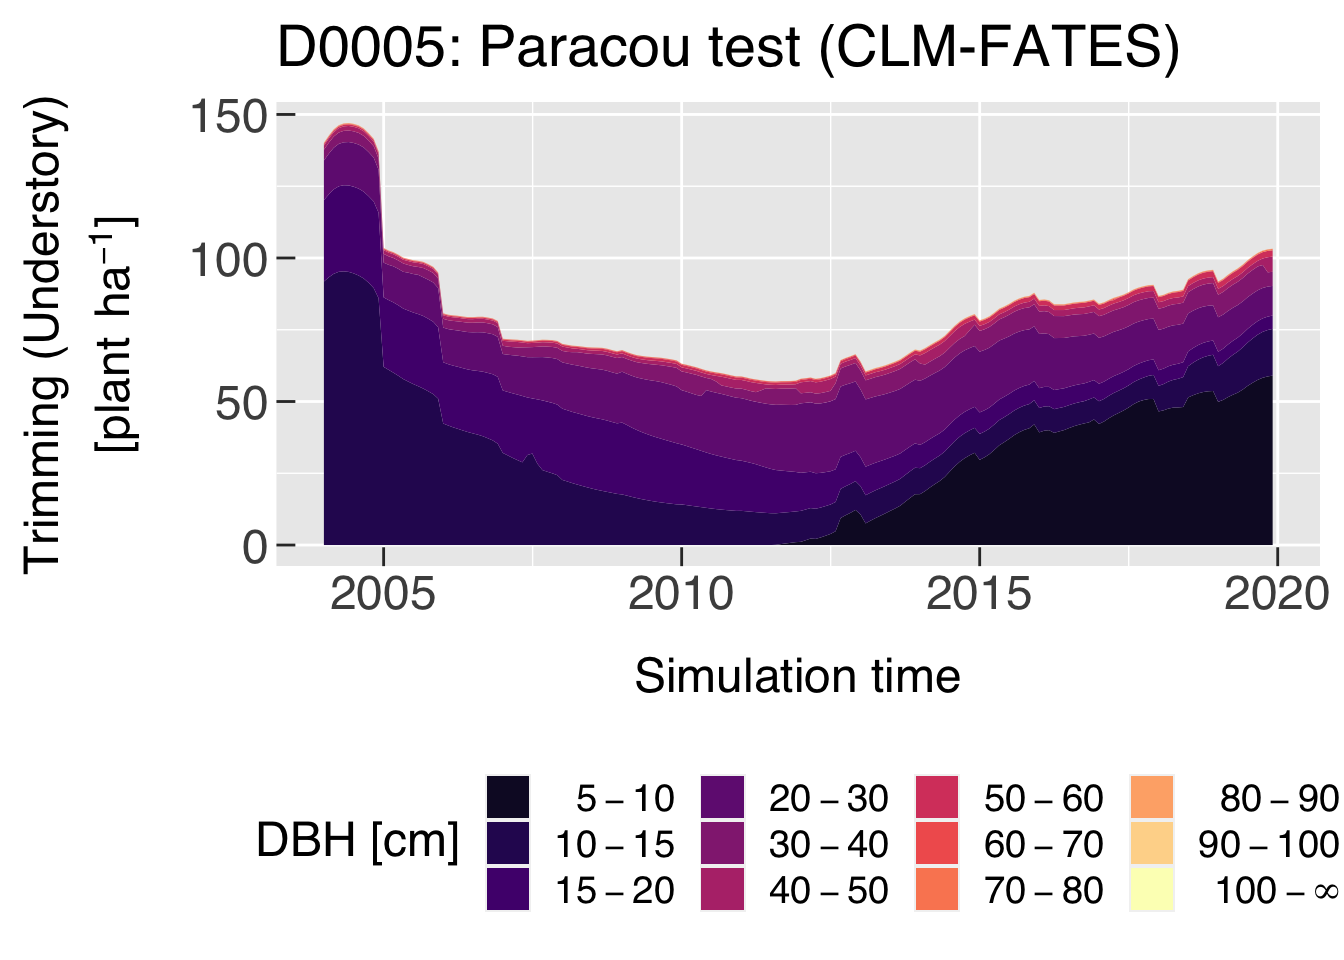 D0005: Paracou test (CLM-FATES)
Trimming (Understory)
[plant ha⁻¹]
150
100
50
0
2005 2010 2015 2020
Simulation time
DBH [cm]
5 – 10 20 – 30 50 – 60 80 – 90
10 – 15 30 – 40 60 – 70 90 – 100
15 – 20 40 – 50 70 – 80 100 – ∞